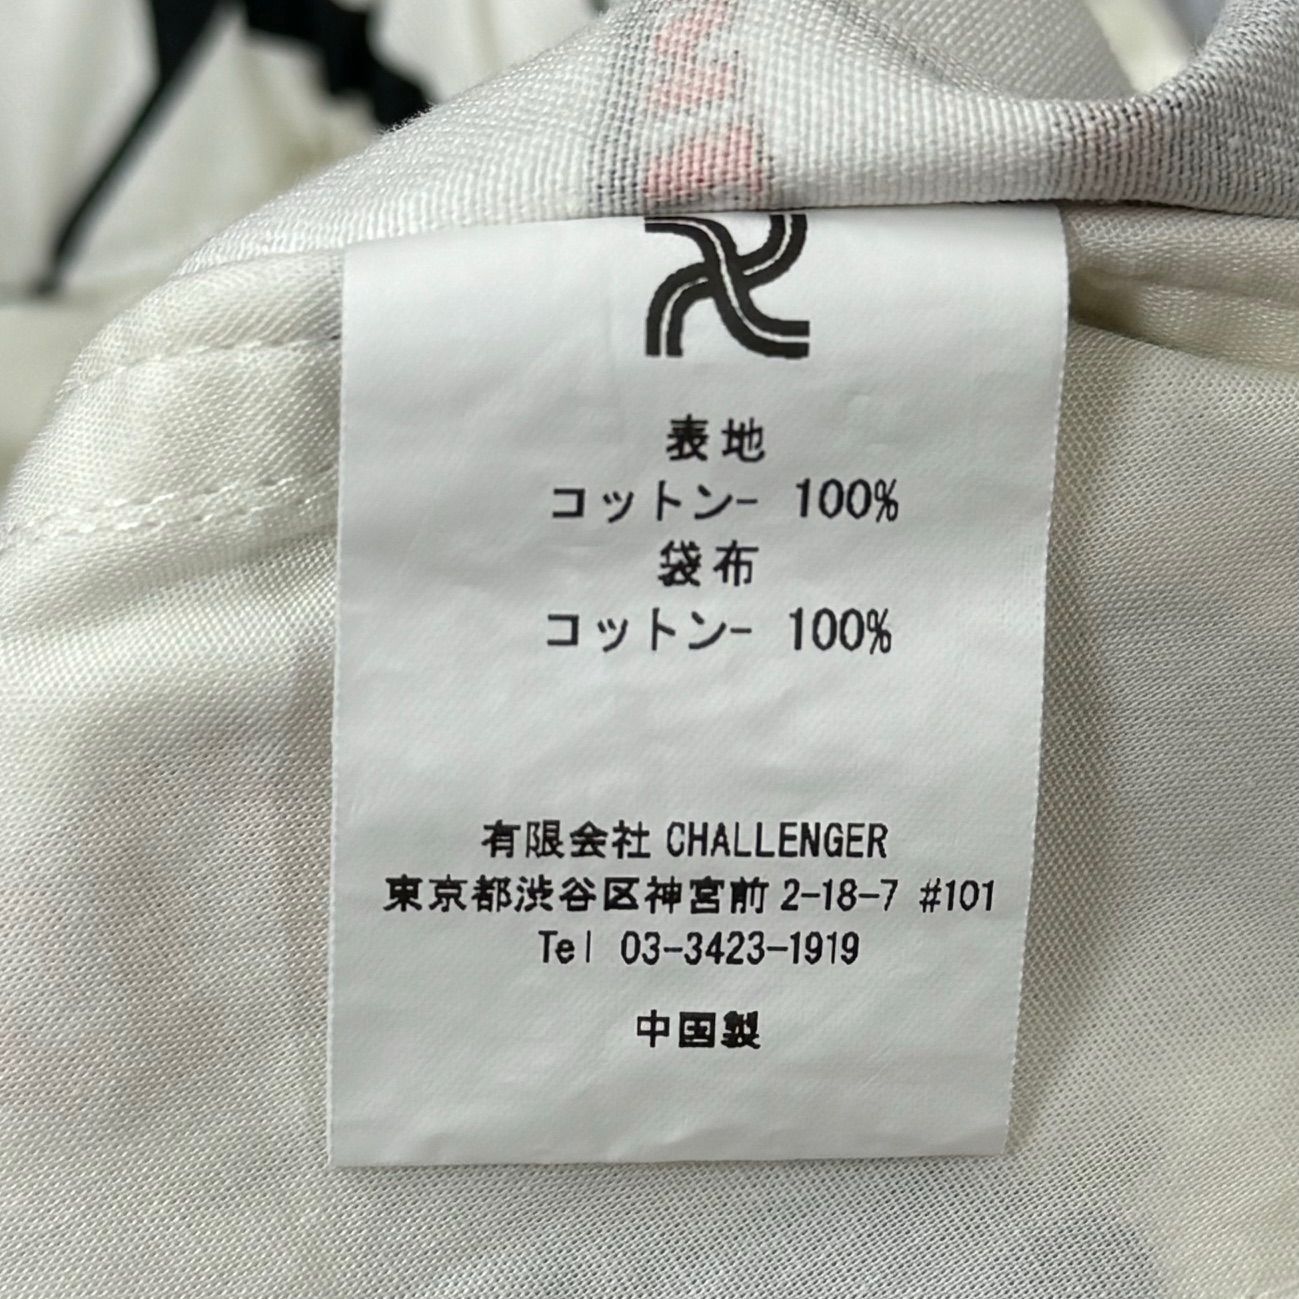 表地
コットン- 100%
袋布
コットン- 100%
有限会社 CHALLENGER
東京都渋谷区神宮前 2-18-7 #101
Tel 03-3423-1919
中国製